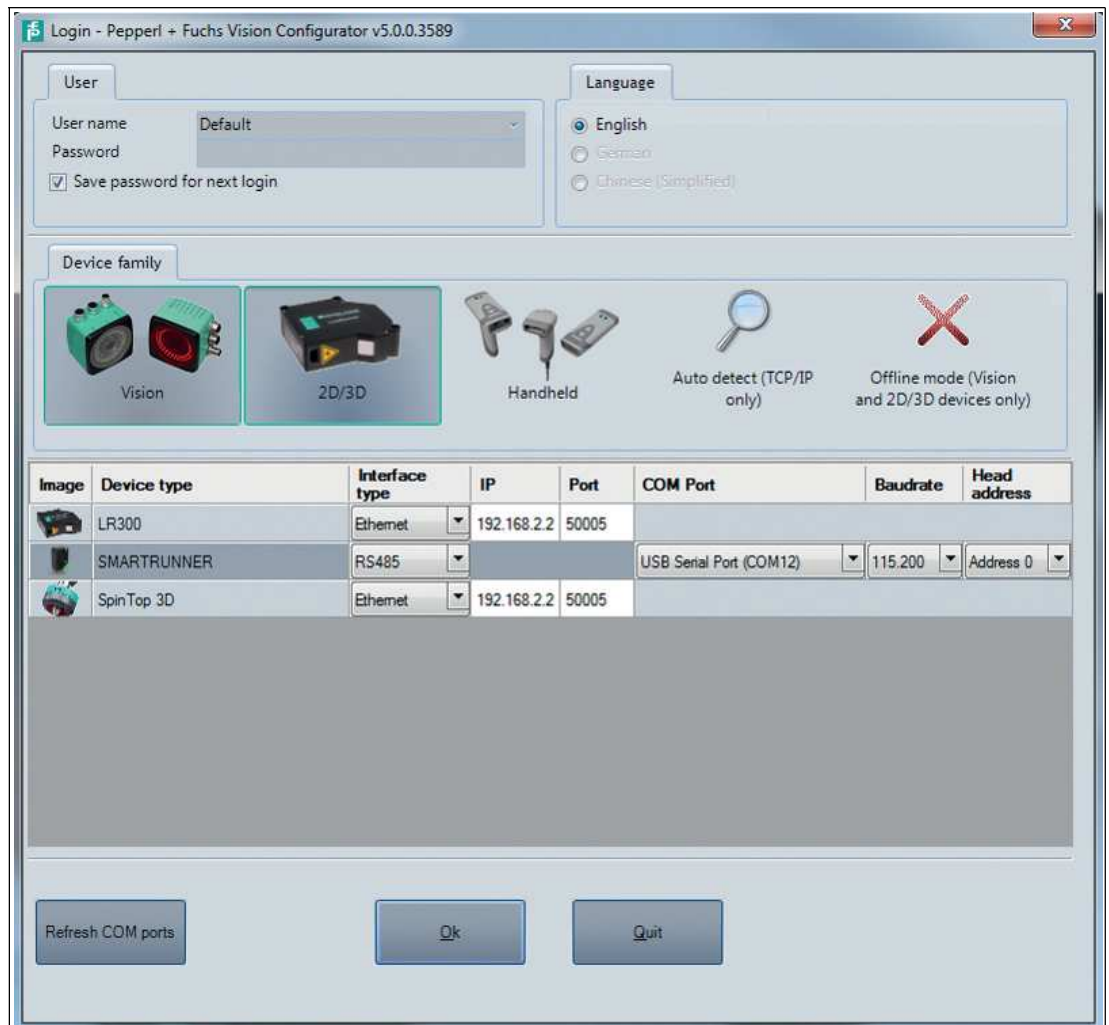 Login - Pepperl + Fuchs Vision Configurator v5.0.0.3589
User
User name Default
Password
Save password for next login
Language
English
German
Chinese (Simplified)
Device family
Vision
2D/3D
Handheld
Auto detect (TCP/IP
only)
Offline mode (Vision
and 2D/3D devices only)
Image Device type Interface type IP Port COM Port Baudrate Head address
LR300 Ethernet 192.168.2.2 50005
SMARTRUNNER RS485 USB Serial Port (COM12) 115.200 Address 0
SpinTop 3D Ethernet 192.168.2.2 50005
Refresh COM ports Ok Quit